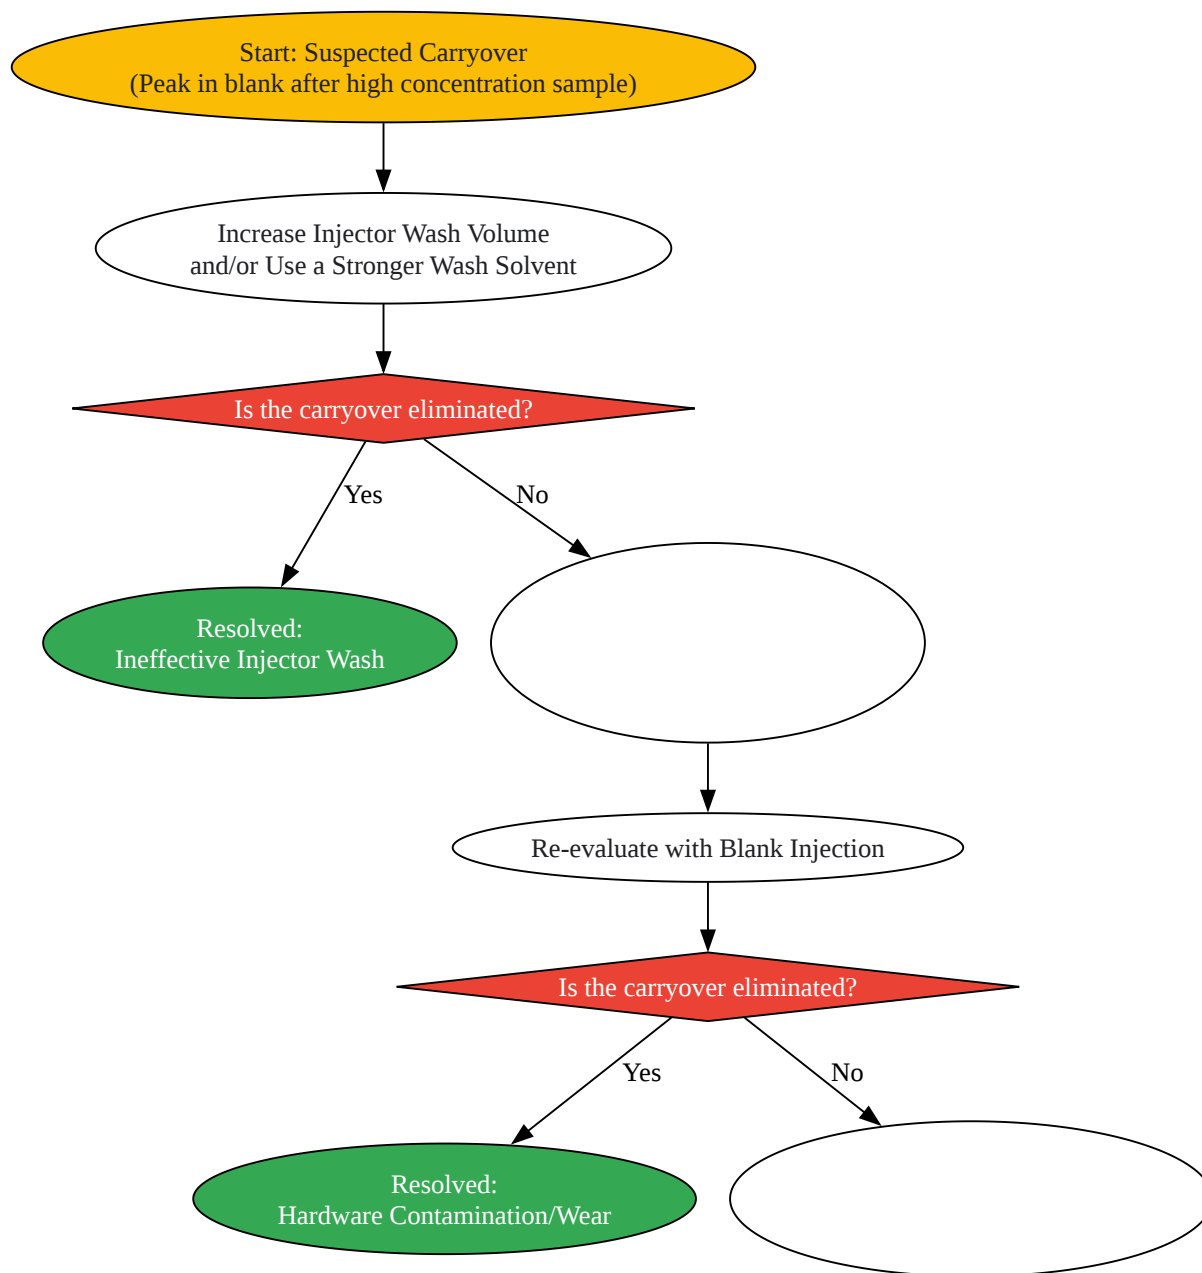 Start: Suspected Carryover
(Peak in blank after high concentration sample)
Increase Injector Wash Volume
and/or Use a Stronger Wash Solvent
Is the carryover eliminated?
Yes
No
Resolved:
Ineffective Injector Wash
Re-evaluate with Blank Injection
Is the carryover eliminated?
Yes
No
Resolved:
Hardware Contamination/Wear